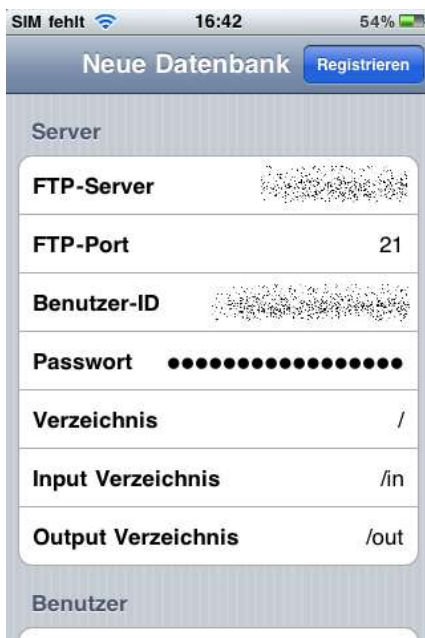 SIM fehlt 16:42 54%
Neue Datenbank Registrieren
Server
FTP-Server
FTP-Port 21
Benutzer-ID
Passwort ●●●●●●●●●●●●●●●●●
Verzeichnis /
Input Verzeichnis /in
Output Verzeichnis /out
Benutzer